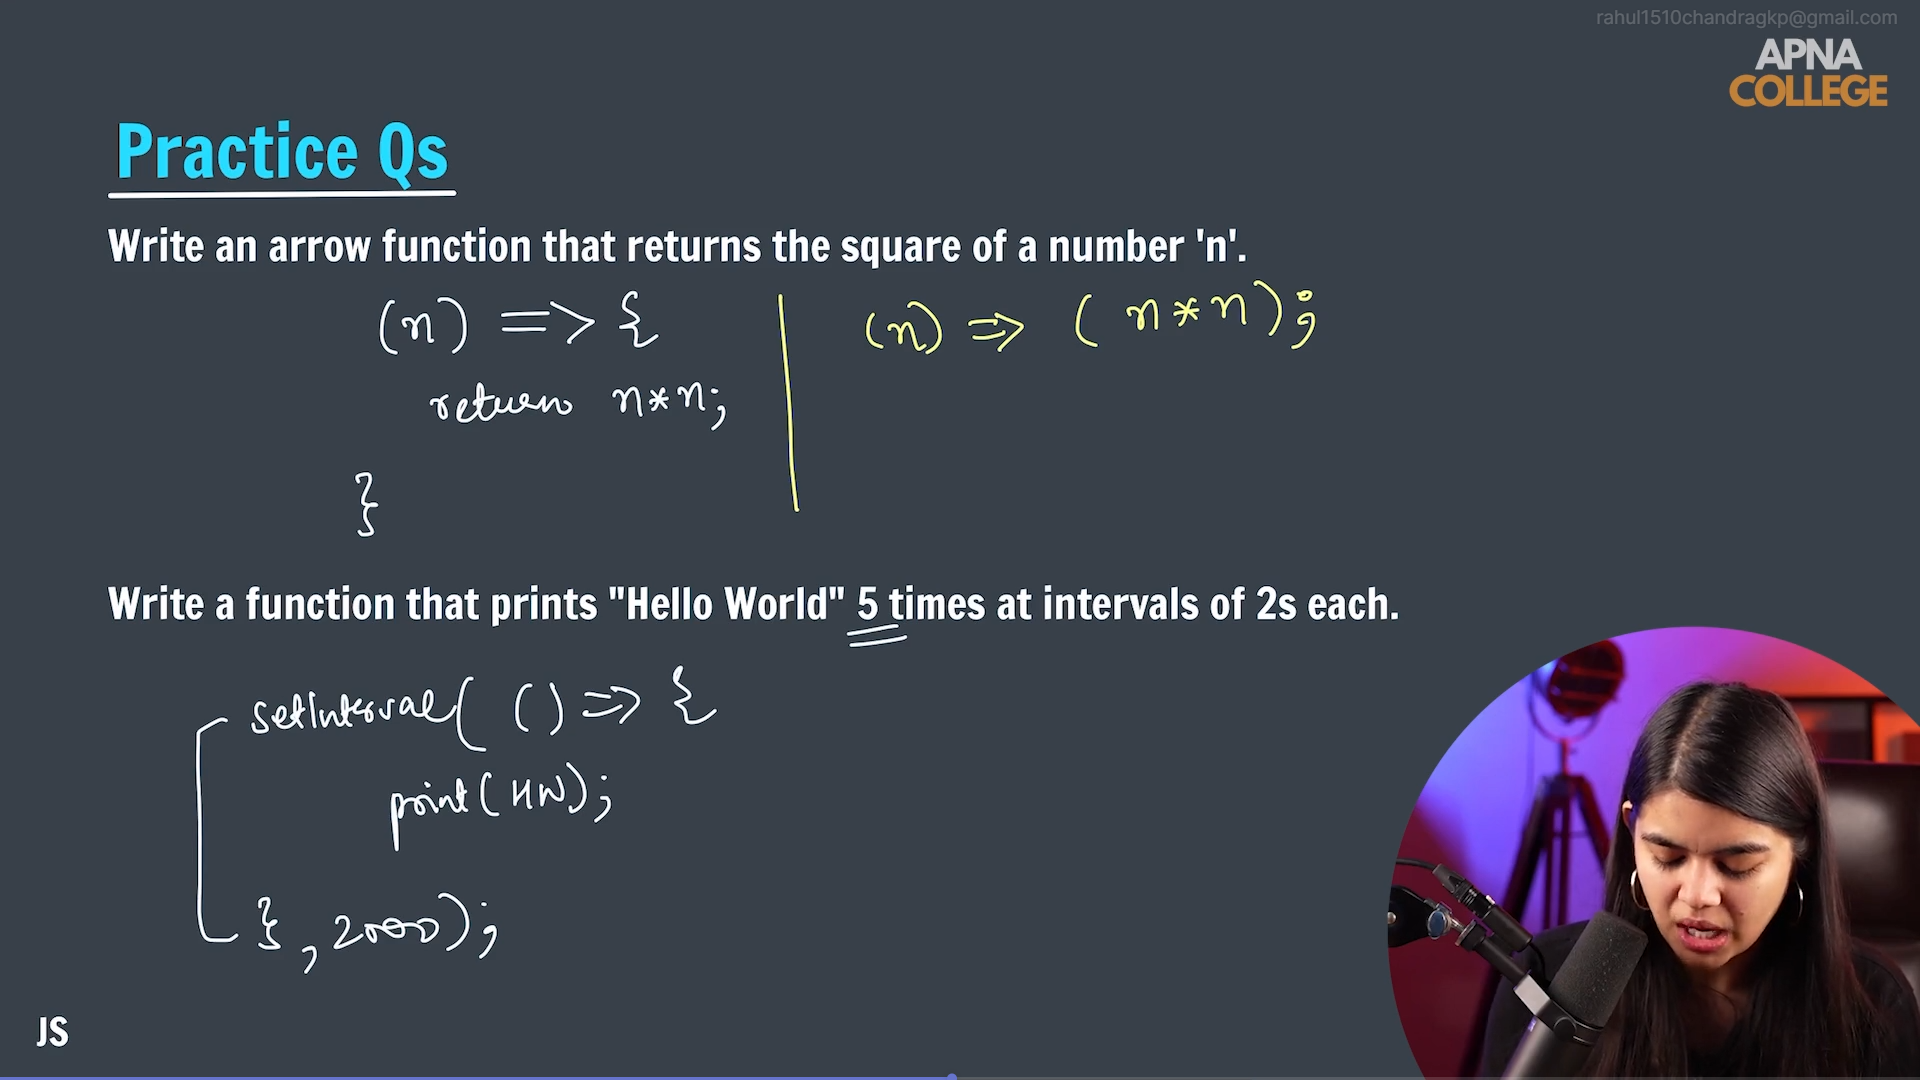 rahul1510chandragkp@gmail.com
APNA
COLLEGE
Practice Qs
Write an arrow function that returns the square of a number 'n'.
(n) => {
return n*n;
}
(n) => ( n*n);
Write a function that prints "Hello World" 5 times at intervals of 2s each.
setInterval( () => {
print( HW);
} , 2000);
JS